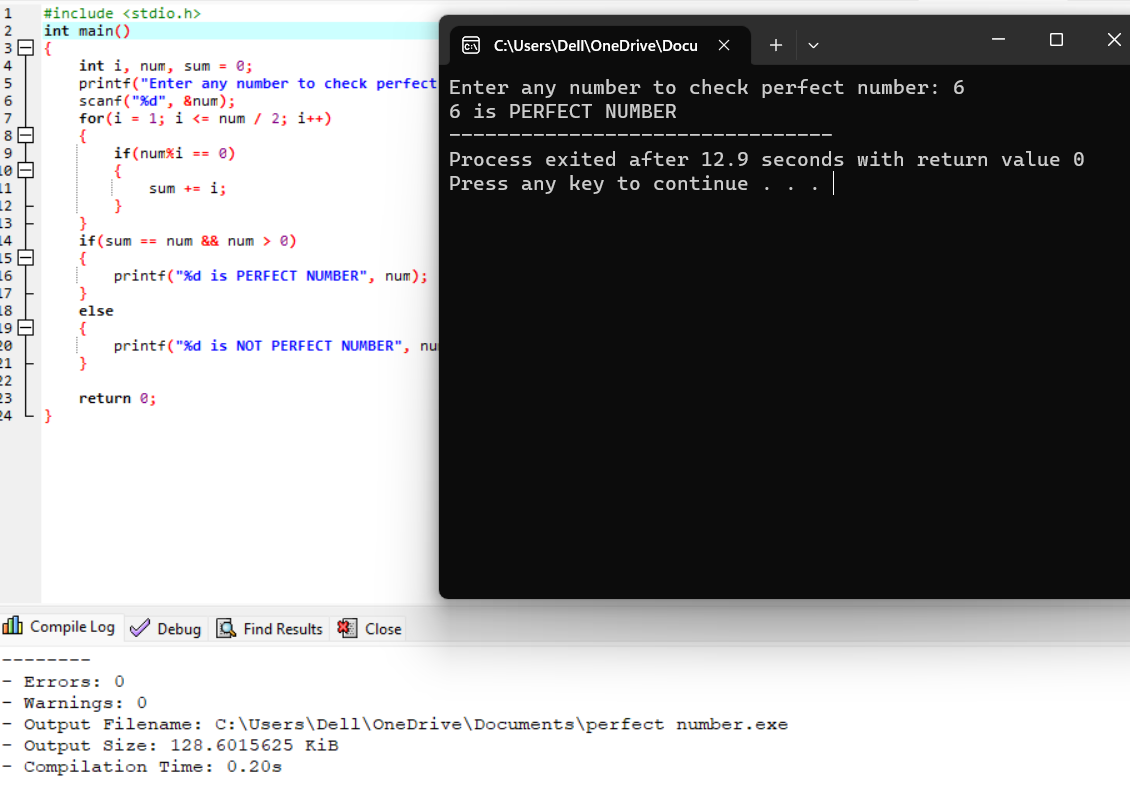 1 #include <stdio.h>
2 int main()
3 {
4 int i, num, sum = 0;
5 printf("Enter any number to check perfect
6 scanf("%d", &num);
7 for(i = 1; i <= num / 2; i++)
8 {
9 if(num%i == 0)
10 {
11 sum += i;
12 }
13 }
14 if(sum == num && num > 0)
15 {
16 printf("%d is PERFECT NUMBER", num);
17 }
18 else
19 {
20 printf("%d is NOT PERFECT NUMBER", nu
21 }
22
23 return 0;
24 }
C:\Users\Dell\OneDrive\Docu
Enter any number to check perfect number: 6
6 is PERFECT NUMBER
--------------------------------
Process exited after 12.9 seconds with return value 0
Press any key to continue . . .
Compile Log Debug Find Results Close
--------
- Errors: 0
- Warnings: 0
- Output Filename: C:\Users\Dell\OneDrive\Documents\perfect number.exe
- Output Size: 128.6015625 KiB
- Compilation Time: 0.20s